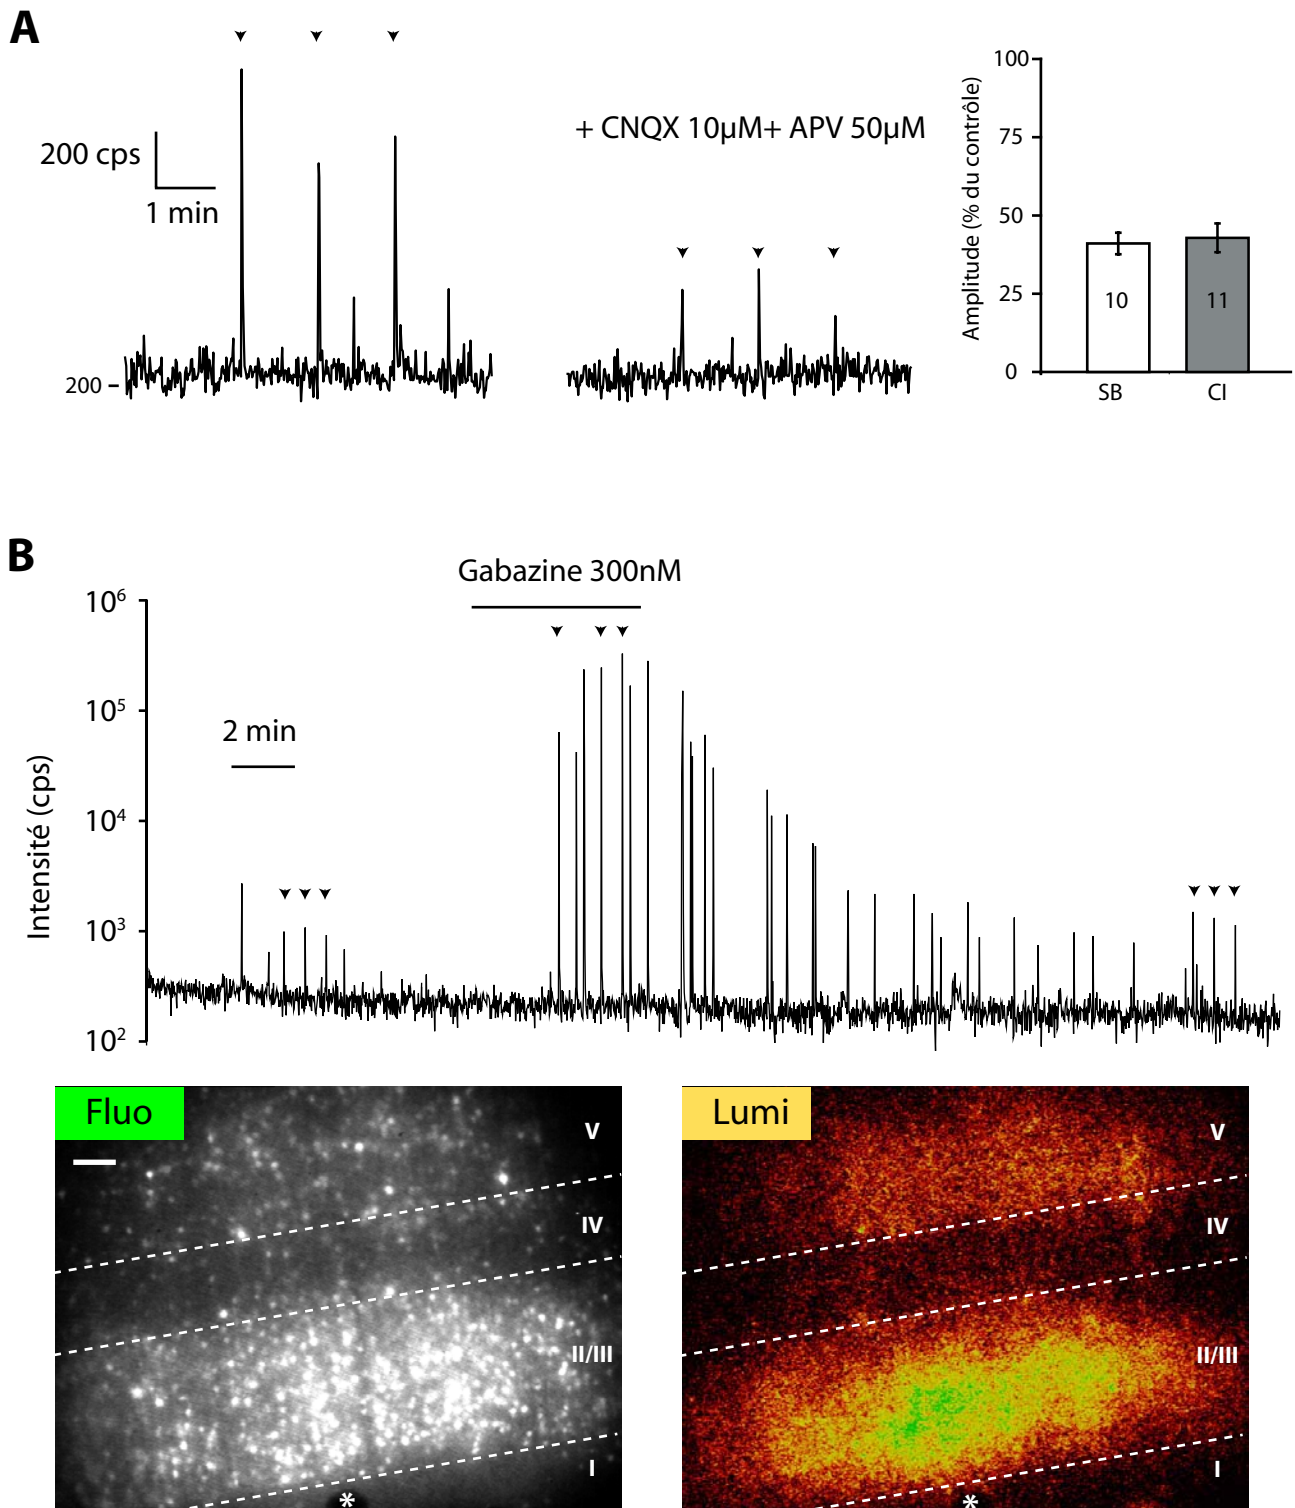 A
200 cps
1 min
200
+ CNQX 10µM+ APV 50µM
Amplitude (% du contrôle)
100
75
50
25
0
10
11
SB
CI
B
Gabazine 300nM
Intensité (cps)
10⁶
10⁵
10⁴
10³
10²
2 min
Fluo
V
IV
II/III
I
*
Lumi
V
IV
II/III
I
*